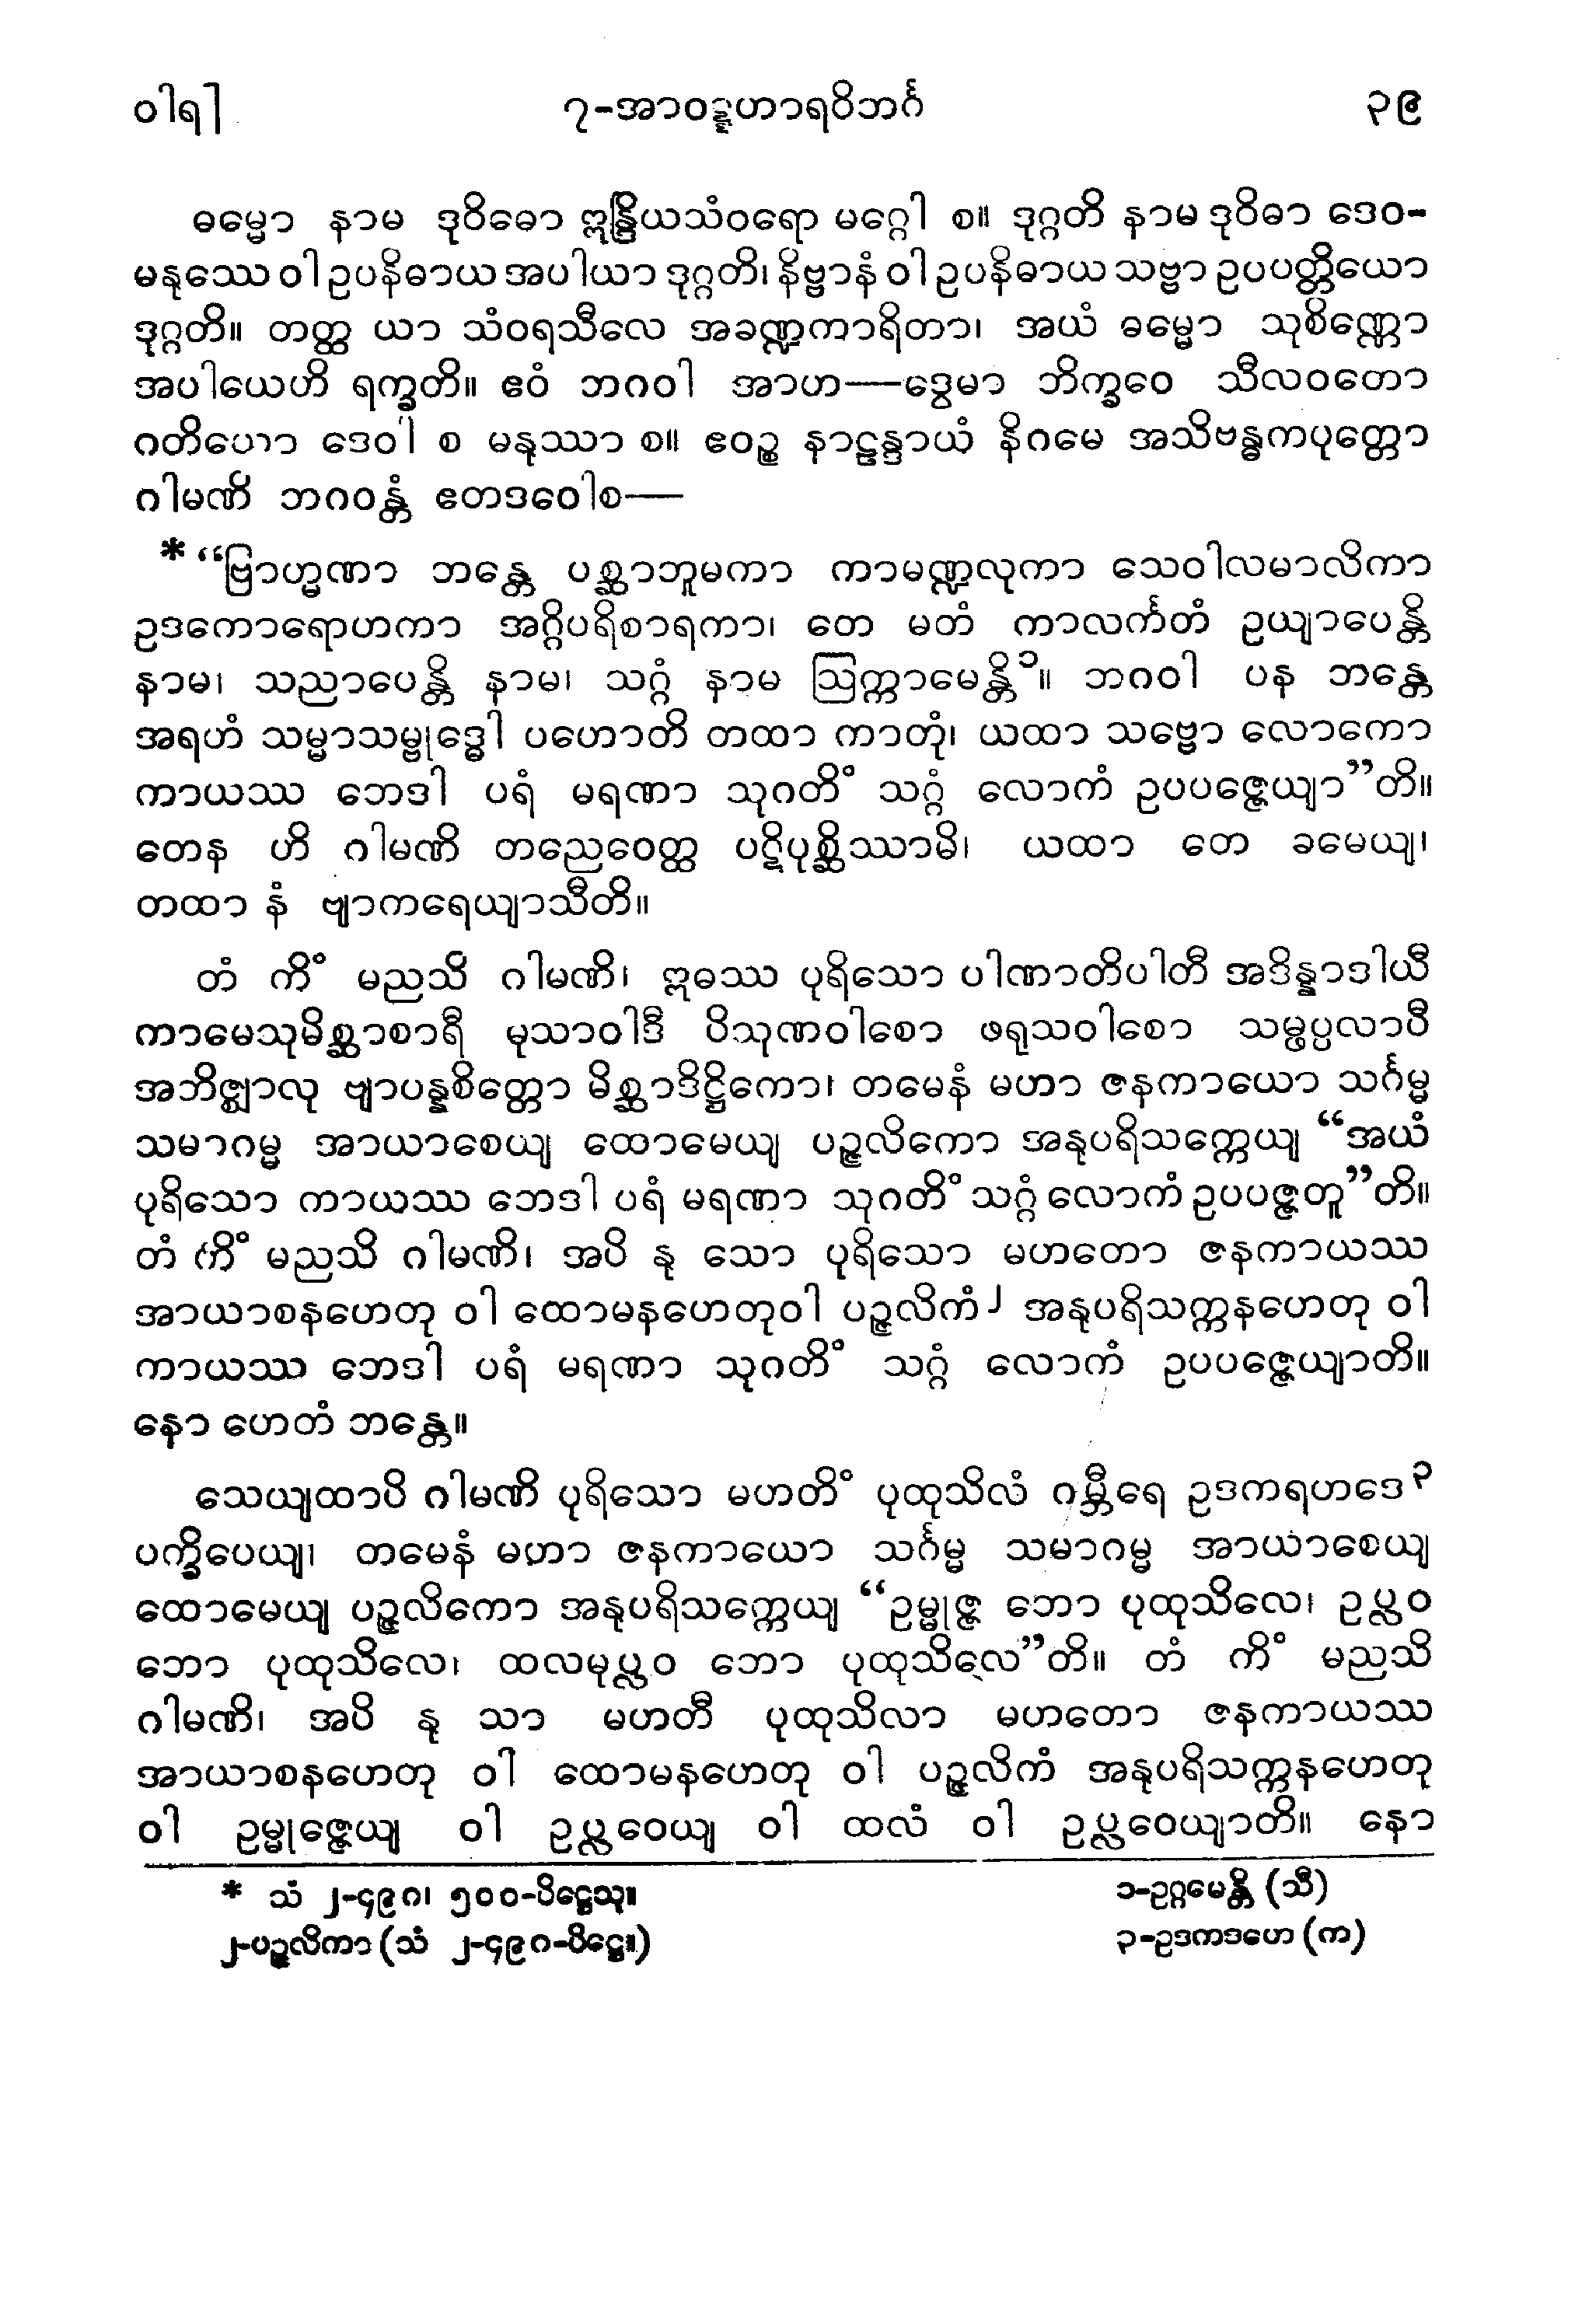 ဝါရ]
၇-အာဝဋ္ဋဟာရဝိဘင်္ဂ
၃၉
ဓမ္မော နာမ ဒုဝိဓော ဣန္ဒြိယသံဝရော မဂ္ဂေါ စ။ ဒုဂ္ဂတိ နာမ ဒုဝိဓာ ဒေဝ-
မနုဿေ ဝါ ဥပနိဓာယ အပါယာ ဒုဂ္ဂတိ၊ နိဗ္ဗာနံ ဝါ ဥပနိဓာယ သဗ္ဗာ ဥပပတ္တိယော
ဒုဂ္ဂတိ။ တတ္ထ ယာ သံဝရသီလေ အခဏ္ဍကာရိတာ၊ အယံ ဓမ္မော သုစိဏ္ဏော
အပါယေဟိ ရက္ခတိ။ ဧဝံ ဘဂဝါ အာဟ—ဒွေမာ ဘိက္ခဝေ သီလဝတော
ဂတိယော ဒေဝါ စ မနုဿာ စ။ ဧဝဉ္စ နာဠန္ဒာယံ နိဂမေ အသိဗန္ဓကပုတ္တော
ဂါမဏိ ဘဂဝန္တံ ဧတဒဝေါစ—
* “ဗြာဟ္မဏာ ဘန္တေ ပစ္ဆာဘူမကာ ကာမဏ္ဍလုကာ သေဝါလမာလိကာ
ဥဒကောရောဟကာ အဂ္ဂိပရိစာရကာ၊ တေ မတံ ကာလင်္ကတံ ဥယျာပေန္တိ
နာမ၊ သညာပေန္တိ နာမ၊ သဂ္ဂံ နာမ ဩက္ကာမေန္တိ၁။ ဘဂဝါ ပန ဘန္တေ
အရဟံ သမ္မာသမ္ဗုဒ္ဓေါ ပဟောတိ တထာ ကာတုံ၊ ယထာ သဗ္ဗော လောကော
ကာယဿ ဘေဒါ ပရံ မရဏာ သုဂတိံ သဂ္ဂံ လောကံ ဥပပဇ္ဇေယျာ”တိ။
တေန ဟိ ဂါမဏိ တညေဝေတ္ထ ပဋိပုစ္ဆိဿာမိ၊ ယထာ တေ ခမေယျ၊
တထာ နံ ဗျာကရေယျာသီတိ။
တံ ကိံ မညသိ ဂါမဏိ၊ ဣဓဿ ပုရိသော ပါဏာတိပါတီ အဒိန္နာဒါယီ
ကာမေသုမိစ္ဆာစာရီ မုသာဝါဒီ ပိသုဏဝါစော ဖရုသဝါစော သမ္ဖပ္ပလာပီ
အဘိဇ္ဈာလု ဗျာပန္နစိတ္တော မိစ္ဆာဒိဋ္ဌိကော၊ တမေနံ မဟာ ဇနကာယော သင်္ဂမ္မ
သမာဂမ္မ အာယာစေယျ ထောမေယျ ပဉ္ဇလိကော အနုပရိသက္ကေယျ “အယံ
ပုရိသော ကာယဿ ဘေဒါ ပရံ မရဏာ သုဂတိံ သဂ္ဂံ လောကံ ဥပပဇ္ဇတူ”တိ။
တံ ကိံ မညသိ ဂါမဏိ၊ အပိ နု သော ပုရိသော မဟတော ဇနကာယဿ
အာယာစနဟေတု ဝါ ထောမနဟေတုဝါ ပဉ္ဇလိကံ၂ အနုပရိသက္ကနဟေတု ဝါ
ကာယဿ ဘေဒါ ပရံ မရဏာ သုဂတိံ သဂ္ဂံ လောကံ ဥပပဇ္ဇေယျာတိ။
နော ဟေတံ ဘန္တေ။
သေယျထာပိ ဂါမဏိ ပုရိသော မဟတိံ ပုထုသိလံ ဂမ္ဘီရေ ဥဒကရဟဒေ၃
ပက္ခိပေယျ၊ တမေနံ မဟာ ဇနကာယော သင်္ဂမ္မ သမာဂမ္မ အာယာစေယျ
ထောမေယျ ပဉ္ဇလိကော အနုပရိသက္ကေယျ “ဥမ္မုဇ္ဇ ဘော ပုထုသိလေ၊ ဥပ္လဝ
ဘော ပုထုသိလေ၊ ထလမုပ္လဝ ဘော ပုထုသိလေ”တိ။ တံ ကိံ မညသိ
ဂါမဏိ၊ အပိ နု သာ မဟတီ ပုထုသိလာ မဟတော ဇနကာယဿ
အာယာစနဟေတု ဝါ ထောမနဟေတု ဝါ ပဉ္ဇလိကံ အနုပရိသက္ကနဟေတု
ဝါ ဥမ္မုဇ္ဇေယျ ဝါ ဥပ္လဝေယျ ဝါ ထလံ ဝါ ဥပ္လဝေယျာတိ။ နော
* သံ ၂-၄၉၈၊ ၅၀၀-ပိဋ္ဌေသု။
၁-ဥဂ္ဂမေန္တိ (သီ)
၂-ပဉ္ဇလိကာ (သံ ၂-၄၉၈-ပိဋ္ဌေ။)
၃-ဥဒကဒဟေ (က)